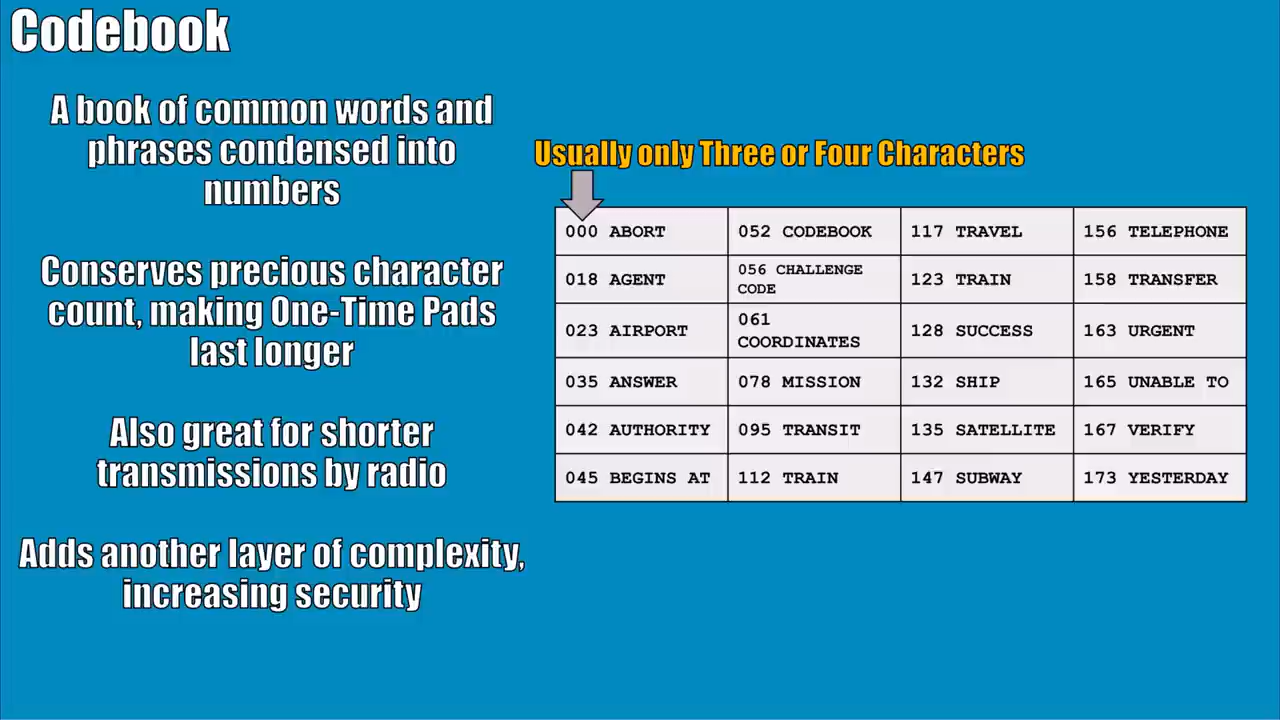 Codebook
A book of common words and
phrases condensed into
numbers
Conserves precious character
count, making One-Time Pads
last longer
Also great for shorter
transmissions by radio
Adds another layer of complexity,
increasing security
Usually only Three or Four Characters
000 ABORT 052 CODEBOOK 117 TRAVEL 156 TELEPHONE
018 AGENT 056 CHALLENGE CODE 123 TRAIN 158 TRANSFER
023 AIRPORT 061 COORDINATES 128 SUCCESS 163 URGENT
035 ANSWER 078 MISSION 132 SHIP 165 UNABLE TO
042 AUTHORITY 095 TRANSIT 135 SATELLITE 167 VERIFY
045 BEGINS AT 112 TRAIN 147 SUBWAY 173 YESTERDAY